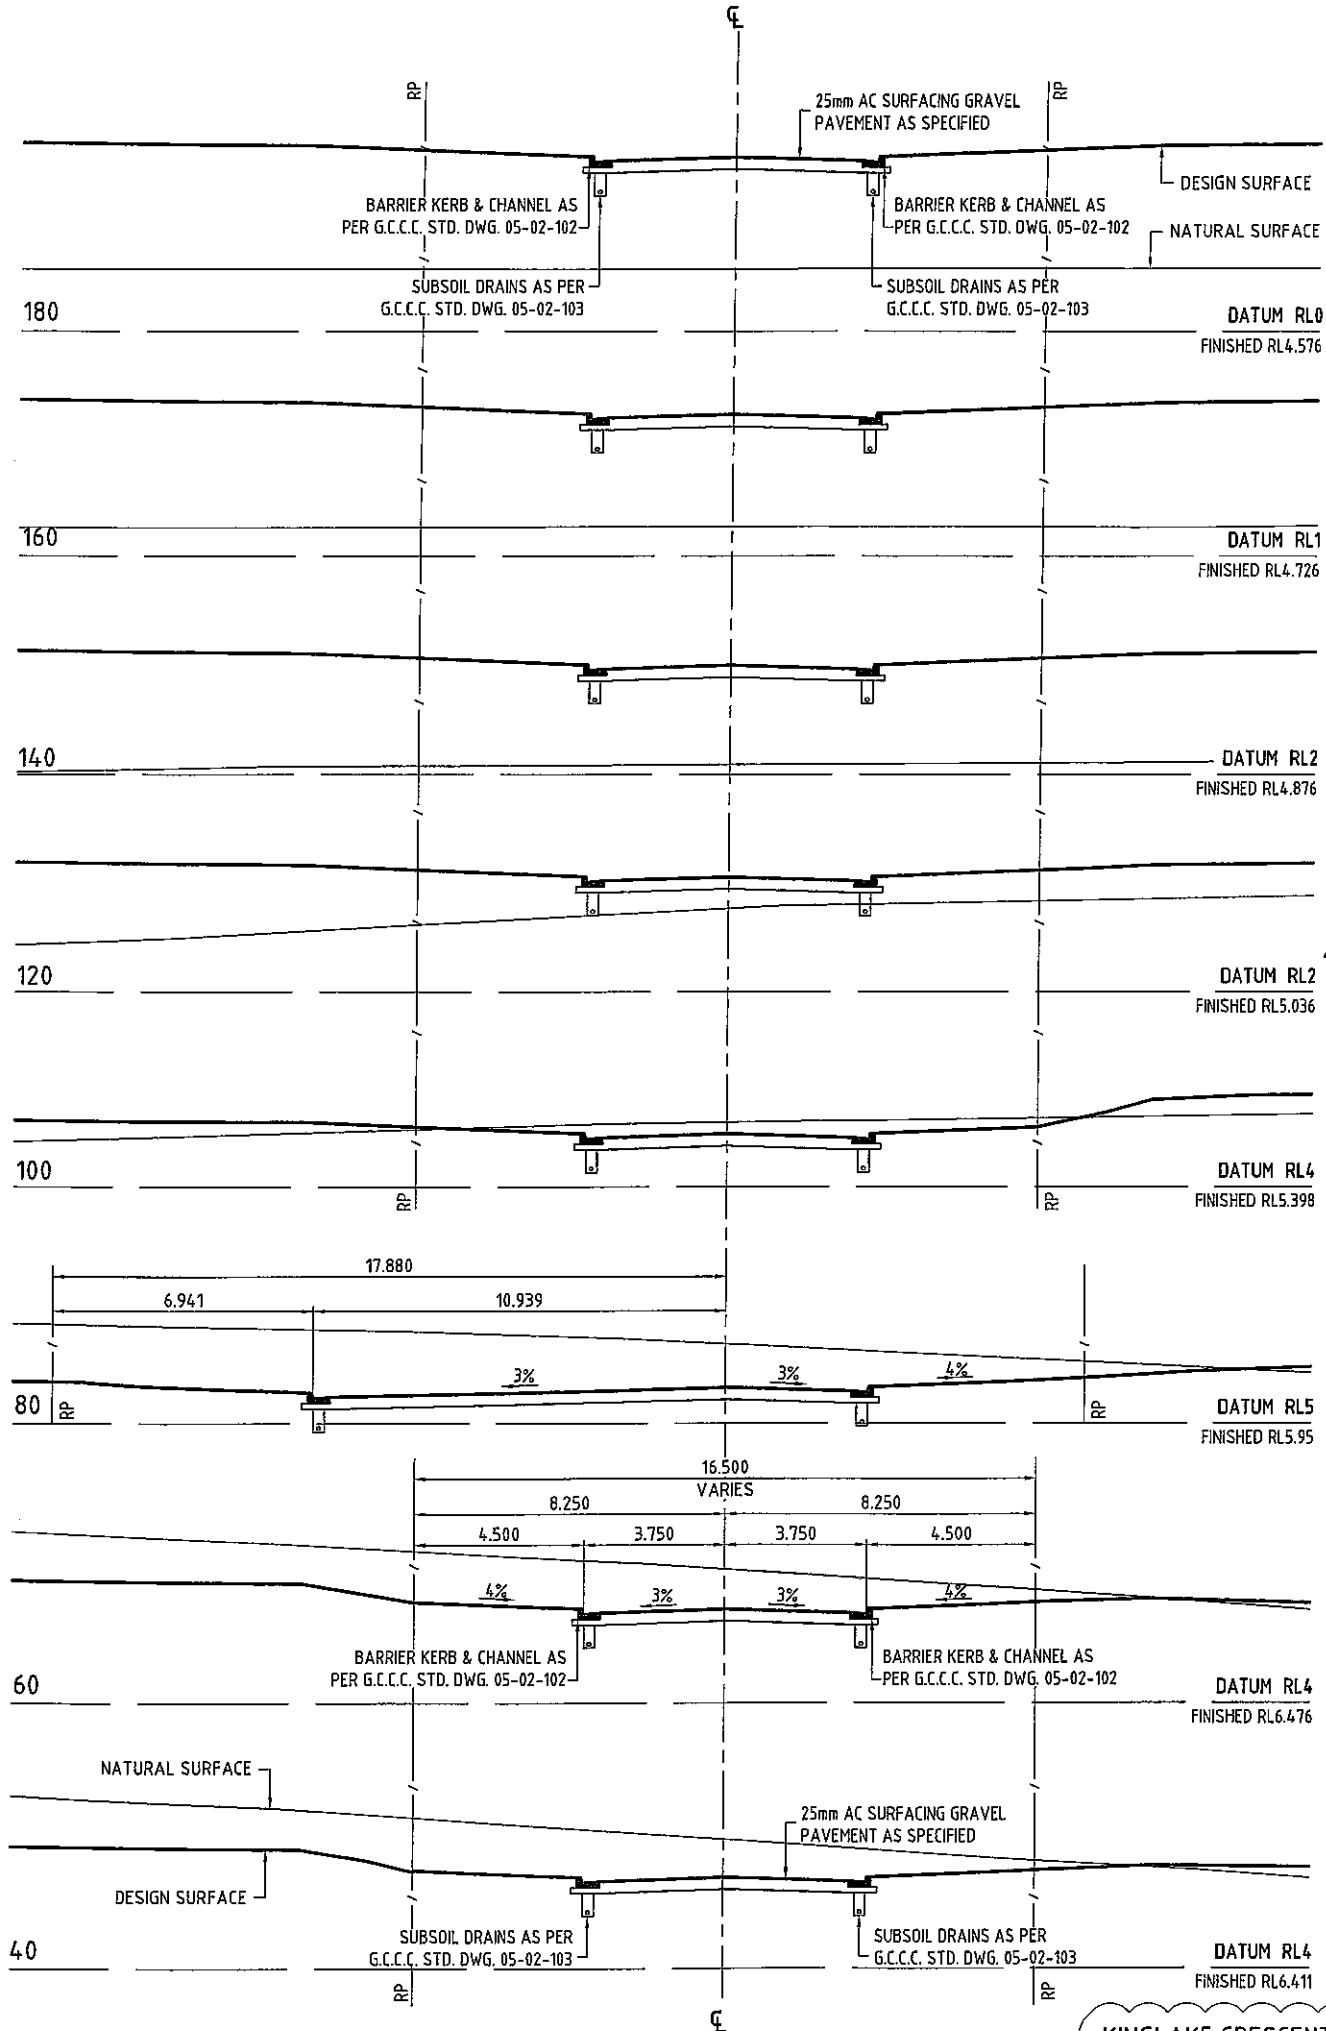 ℄
RP
RP
25mm AC SURFACING GRAVEL
PAVEMENT AS SPECIFIED
DESIGN SURFACE
BARRIER KERB & CHANNEL AS
PER G.C.C.C. STD. DWG. 05-02-102
BARRIER KERB & CHANNEL AS
PER G.C.C.C. STD. DWG. 05-02-102
NATURAL SURFACE
SUBSOIL DRAINS AS PER
G.C.C.C. STD. DWG. 05-02-103
SUBSOIL DRAINS AS PER
G.C.C.C. STD. DWG. 05-02-103
180
DATUM RL0
FINISHED RL4.576
160
DATUM RL1
FINISHED RL4.726
140
DATUM RL2
FINISHED RL4.876
120
DATUM RL2
FINISHED RL5.036
100
DATUM RL4
FINISHED RL5.398
RP
RP
17.880
6.941
10.939
3%
3%
4%
80
RP
RP
DATUM RL5
FINISHED RL5.95
16.500
VARIES
8.250
8.250
4.500
3.750
3.750
4.500
4%
3%
3%
4%
BARRIER KERB & CHANNEL AS
PER G.C.C.C. STD. DWG. 05-02-102
BARRIER KERB & CHANNEL AS
PER G.C.C.C. STD. DWG. 05-02-102
60
DATUM RL4
FINISHED RL6.476
NATURAL SURFACE
25mm AC SURFACING GRAVEL
PAVEMENT AS SPECIFIED
DESIGN SURFACE
SUBSOIL DRAINS AS PER
G.C.C.C. STD. DWG. 05-02-103
SUBSOIL DRAINS AS PER
G.C.C.C. STD. DWG. 05-02-103
40
DATUM RL4
FINISHED RL6.411
RP
RP
℄
KINGLAKE CRESCENT